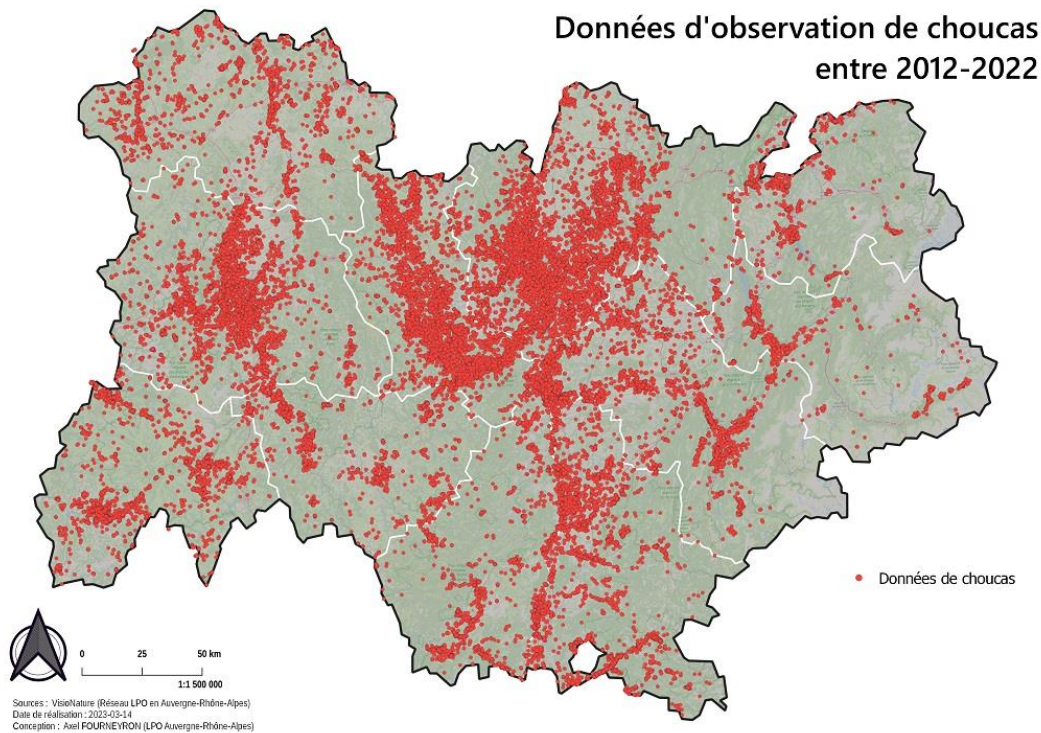 Données d'observation de choucas
entre 2012-2022
Données de choucas
0 25 50 km
1:1 500 000
Sources : VisioNature (Réseau LPO en Auvergne-Rhône-Alpes)
Date de réalisation : 2023-03-14
Conception : Axel FOURNEYRON (LPO Auvergne-Rhône-Alpes)